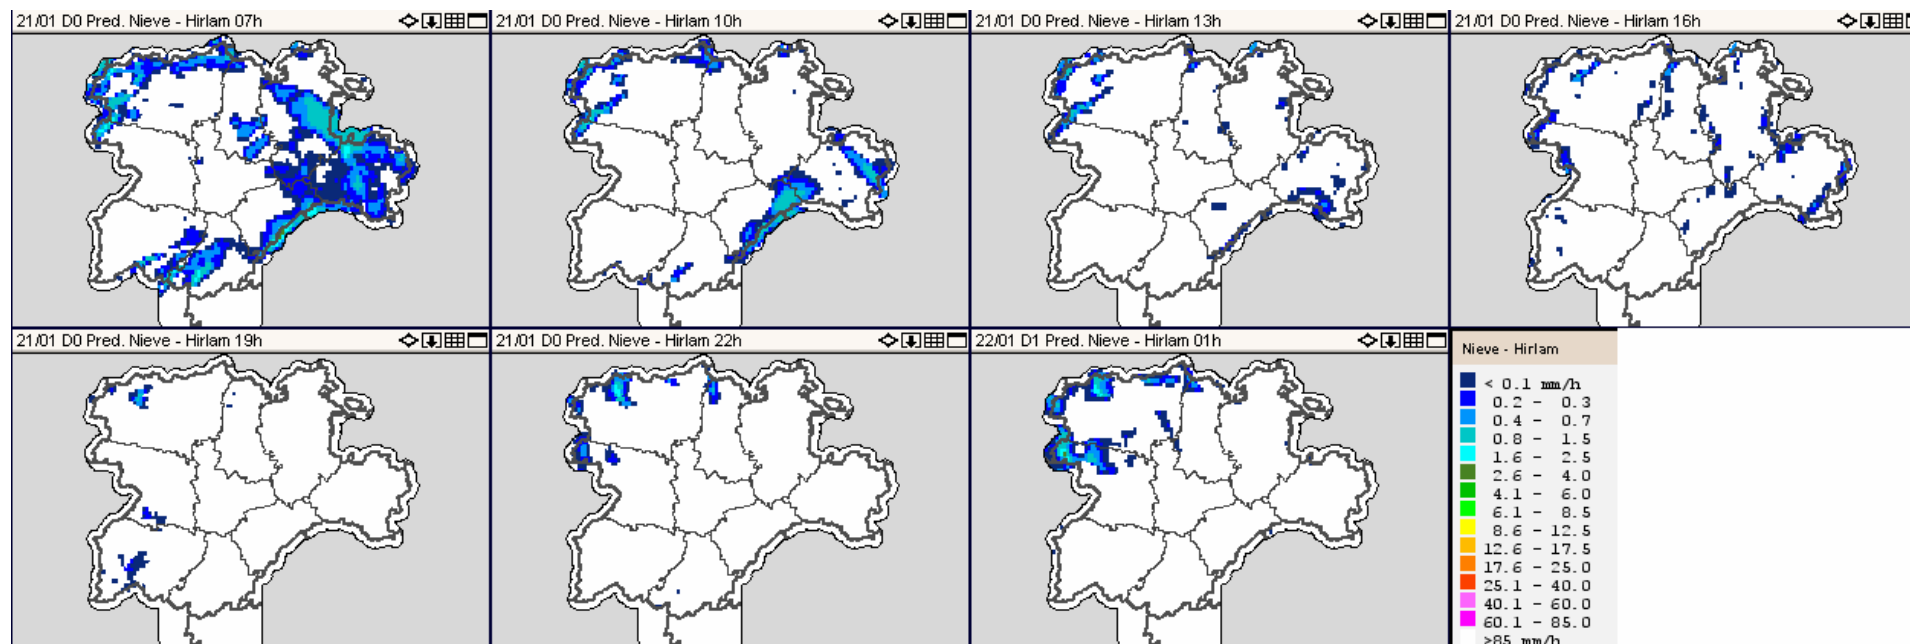 21/01 D0 Pred. Nieve - Hirlam 07h
21/01 D0 Pred. Nieve - Hirlam 10h
21/01 D0 Pred. Nieve - Hirlam 13h
21/01 D0 Pred. Nieve - Hirlam 16h
21/01 D0 Pred. Nieve - Hirlam 19h
21/01 D0 Pred. Nieve - Hirlam 22h
22/01 D1 Pred. Nieve - Hirlam 01h
Nieve - Hirlam
< 0.1 mm/h
0.2 - 0.3
0.4 - 0.7
0.8 - 1.5
1.6 - 2.5
2.6 - 4.0
4.1 - 6.0
6.1 - 8.5
8.6 - 12.5
12.6 - 17.5
17.6 - 25.0
25.1 - 40.0
40.1 - 60.0
60.1 - 85.0
>85 mm/h